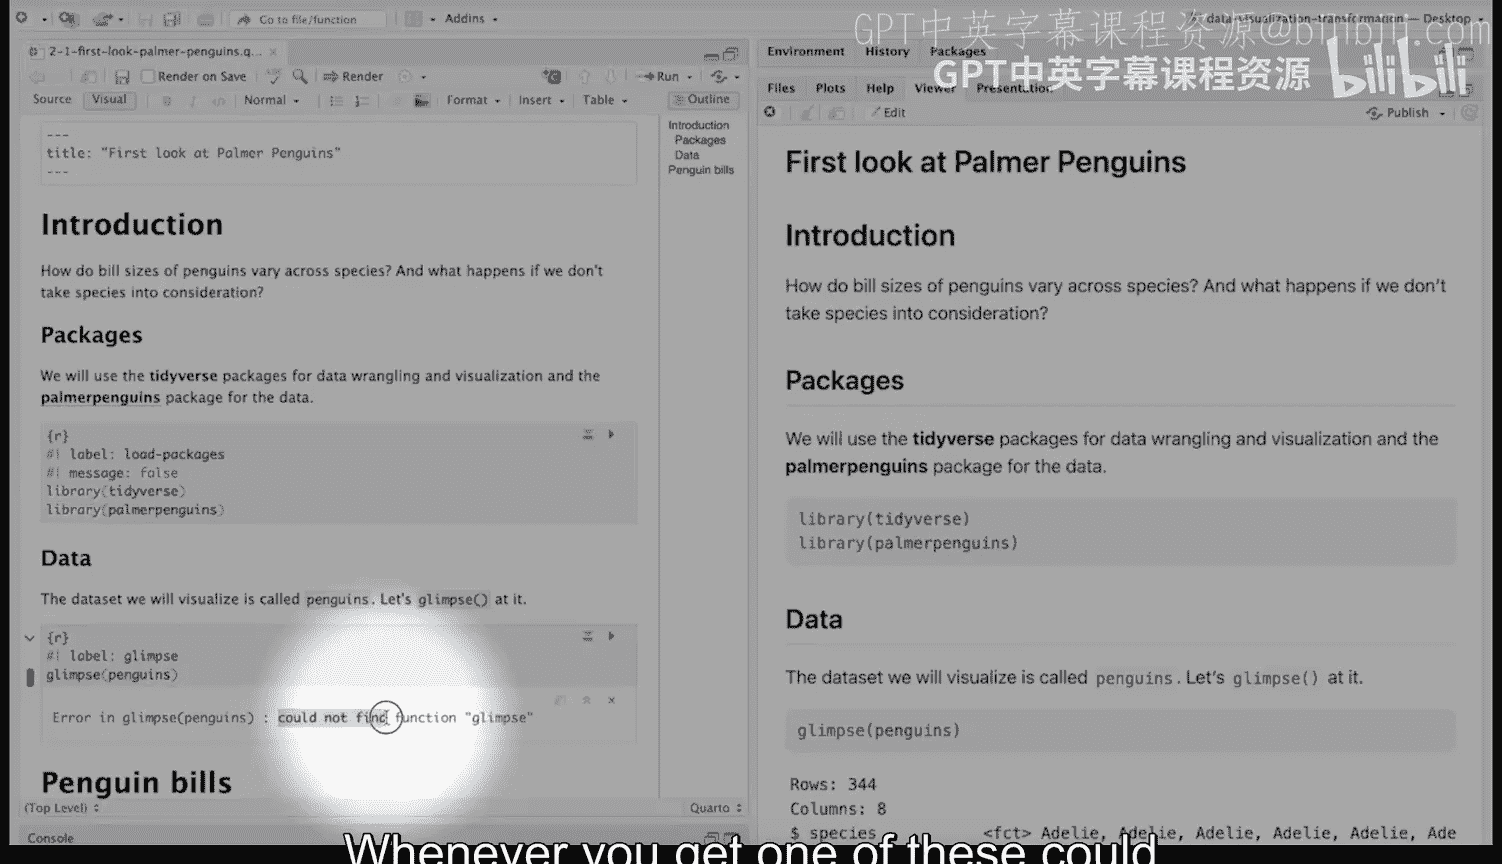 Go to file/function
Addins
data-visualization-transformation — Desktop
GPT中英字幕课程资源@bilibili.com
GPT中英字幕课程资源 bilibili
2-1-first-look-palmer-penguins.q...
Render on Save
Render
Run
Source
Visual
Normal
Format
Insert
Table
Outline
---
title: "First look at Palmer Penguins"
---
Introduction
How do bill sizes of penguins vary across species? And what happens if we don't
take species into consideration?
Packages
We will use the tidyverse packages for data wrangling and visualization and the
palmerpenguins package for the data.
{r}
#| label: load-packages
#| message: false
library(tidyverse)
library(palmerpenguins)
Data
The dataset we will visualize is called penguins. Let's glimpse() at it.
{r}
#| label: glimpse
glimpse(penguins)
Error in glimpse(penguins) : could not find function "glimpse"
Penguin bills
(Top Level)
Quarto
Console
Introduction
Packages
Data
Penguin bills
Environment
History
Packages
Files
Plots
Help
Viewer
Presentation
Edit
Publish
First look at Palmer Penguins
Introduction
How do bill sizes of penguins vary across species? And what happens if we don't
take species into consideration?
Packages
We will use the tidyverse packages for data wrangling and visualization and the
palmerpenguins package for the data.
library(tidyverse)
library(palmerpenguins)
Data
The dataset we will visualize is called penguins. Let's glimpse() at it.
glimpse(penguins)
Rows: 344
Columns: 8
$ species <fct> Adelie, Adelie, Adelie, Adelie, Adelie, Ade
Whenever you get one of these could